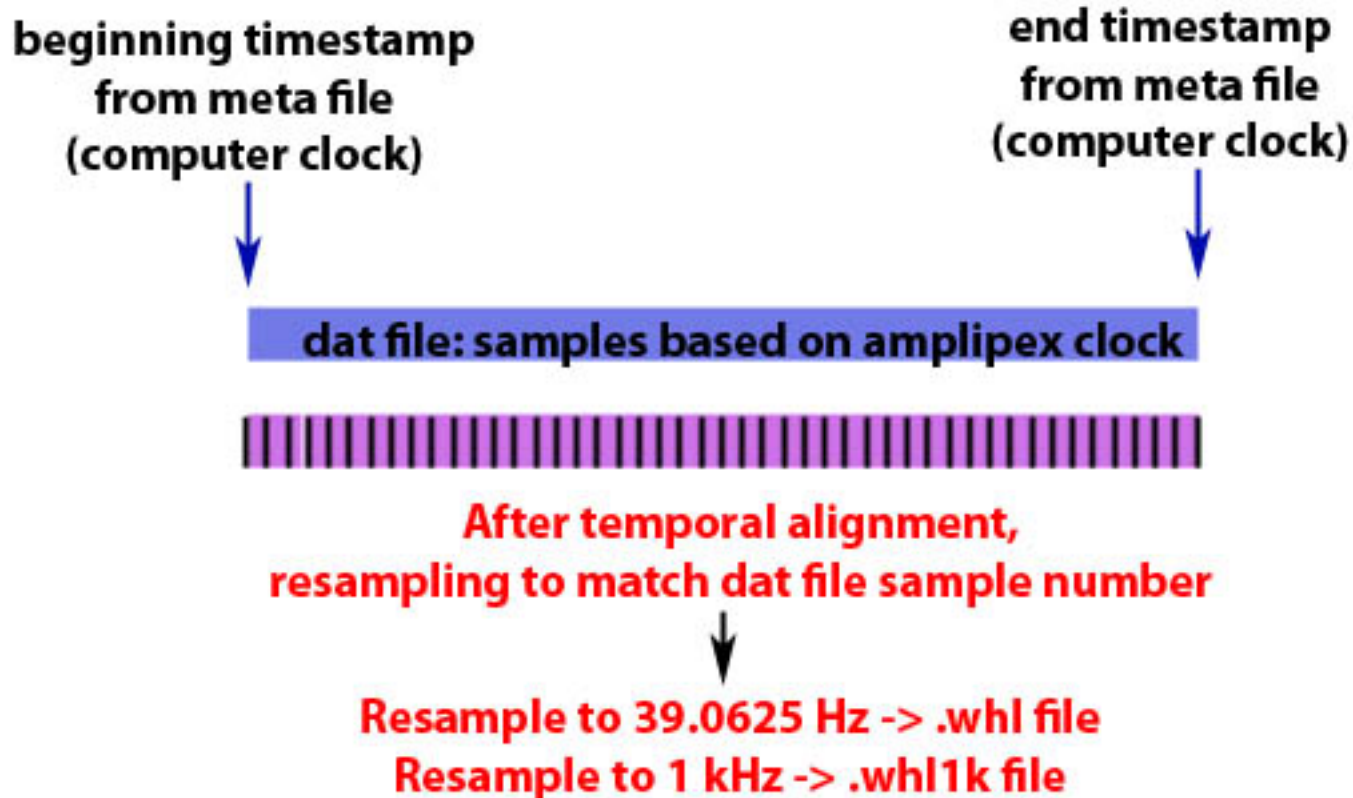 beginning timestamp
from meta file
(computer clock)
end timestamp
from meta file
(computer clock)
dat file: samples based on amplipex clock
After temporal alignment,
resampling to match dat file sample number
Resample to 39.0625 Hz -> .whl file
Resample to 1 kHz -> .whl1k file